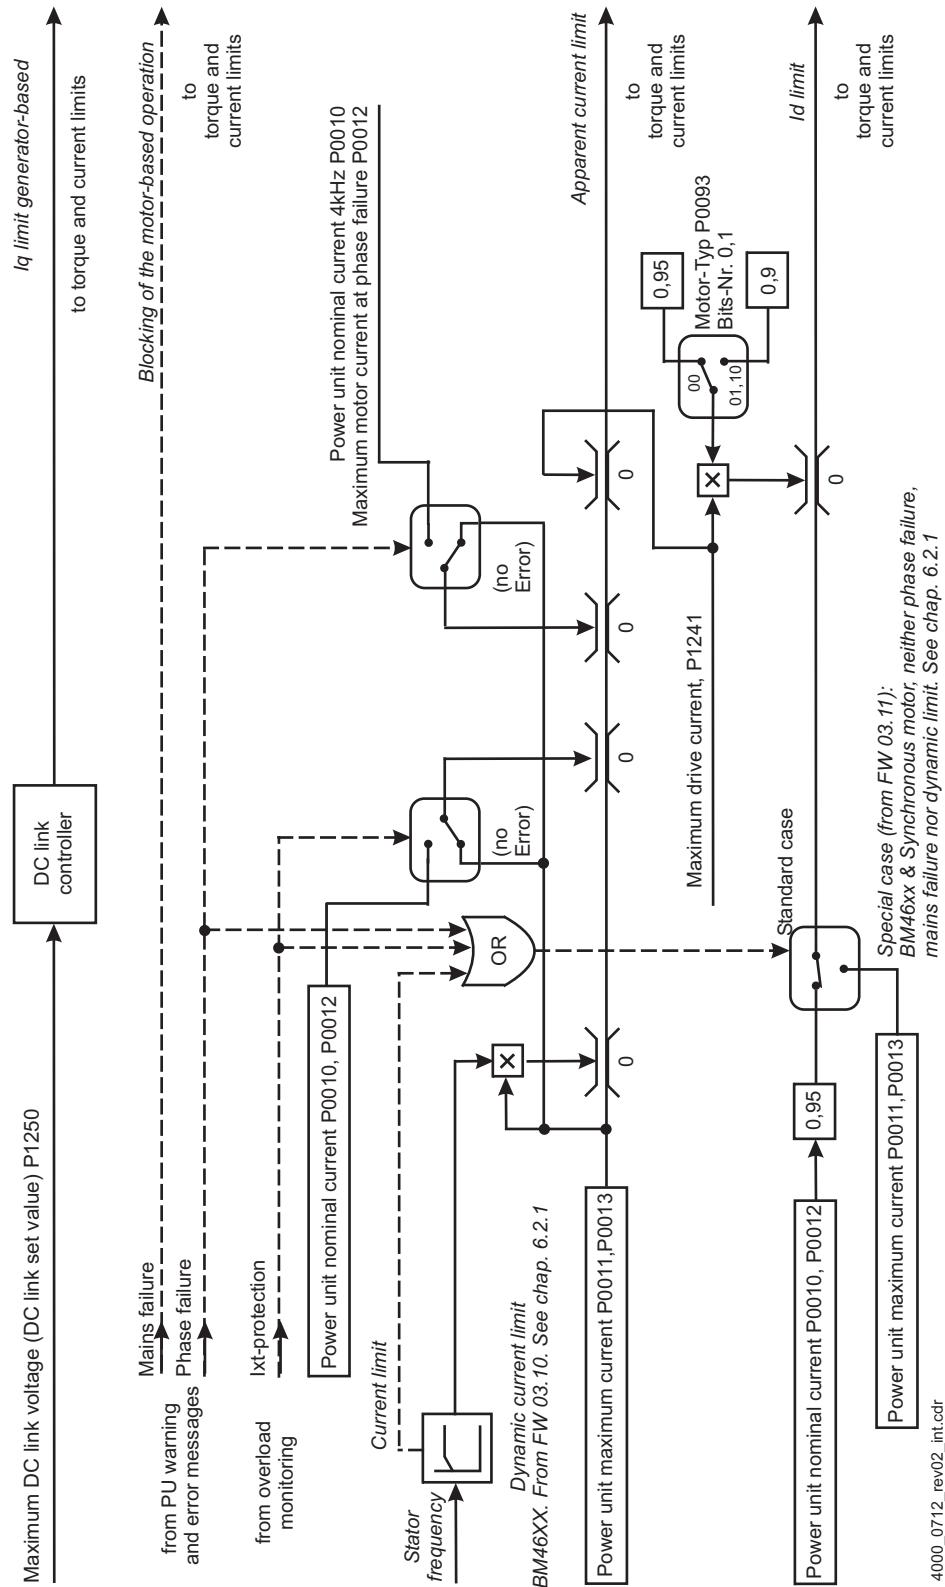 Maximum DC link voltage (DC link set value) P1250
DC link
controller
Iq limit generator-based
to torque and current limits
Mains failure
Blocking of the motor-based operation
Phase failure
from PU warning
and error messages
to
torque and
current limits
Ixt-protection
from overload
monitoring
Power unit nominal current P0010, P0012
Power unit nominal current 4kHz P0010
Maximum motor current at phase failure P0012
Current limit
OR
(no
Error)
(no
Error)
Stator
frequency
×
Dynamic current limit
BM46XX. From FW 03.10. See chap. 6.2.1
Power unit maximum current P0011,P0013
0
0
0
0
Apparent current limit
to
torque and
current limits
Maximum drive current, P1241
×
00
01,10
Motor-Typ P0093
Bits-Nr. 0,1
0,95
0,9
Standard case
Power unit nominal current P0010, P0012
0,95
0
Id limit
to
torque and
current limits
Power unit maximum current P0011,P0013
Special case (from FW 03.11):
BM46xx & Synchronous motor, neither phase failure,
mains failure nor dynamic limit. See chap. 6.2.1
4000_0712_rev02_int.cdr